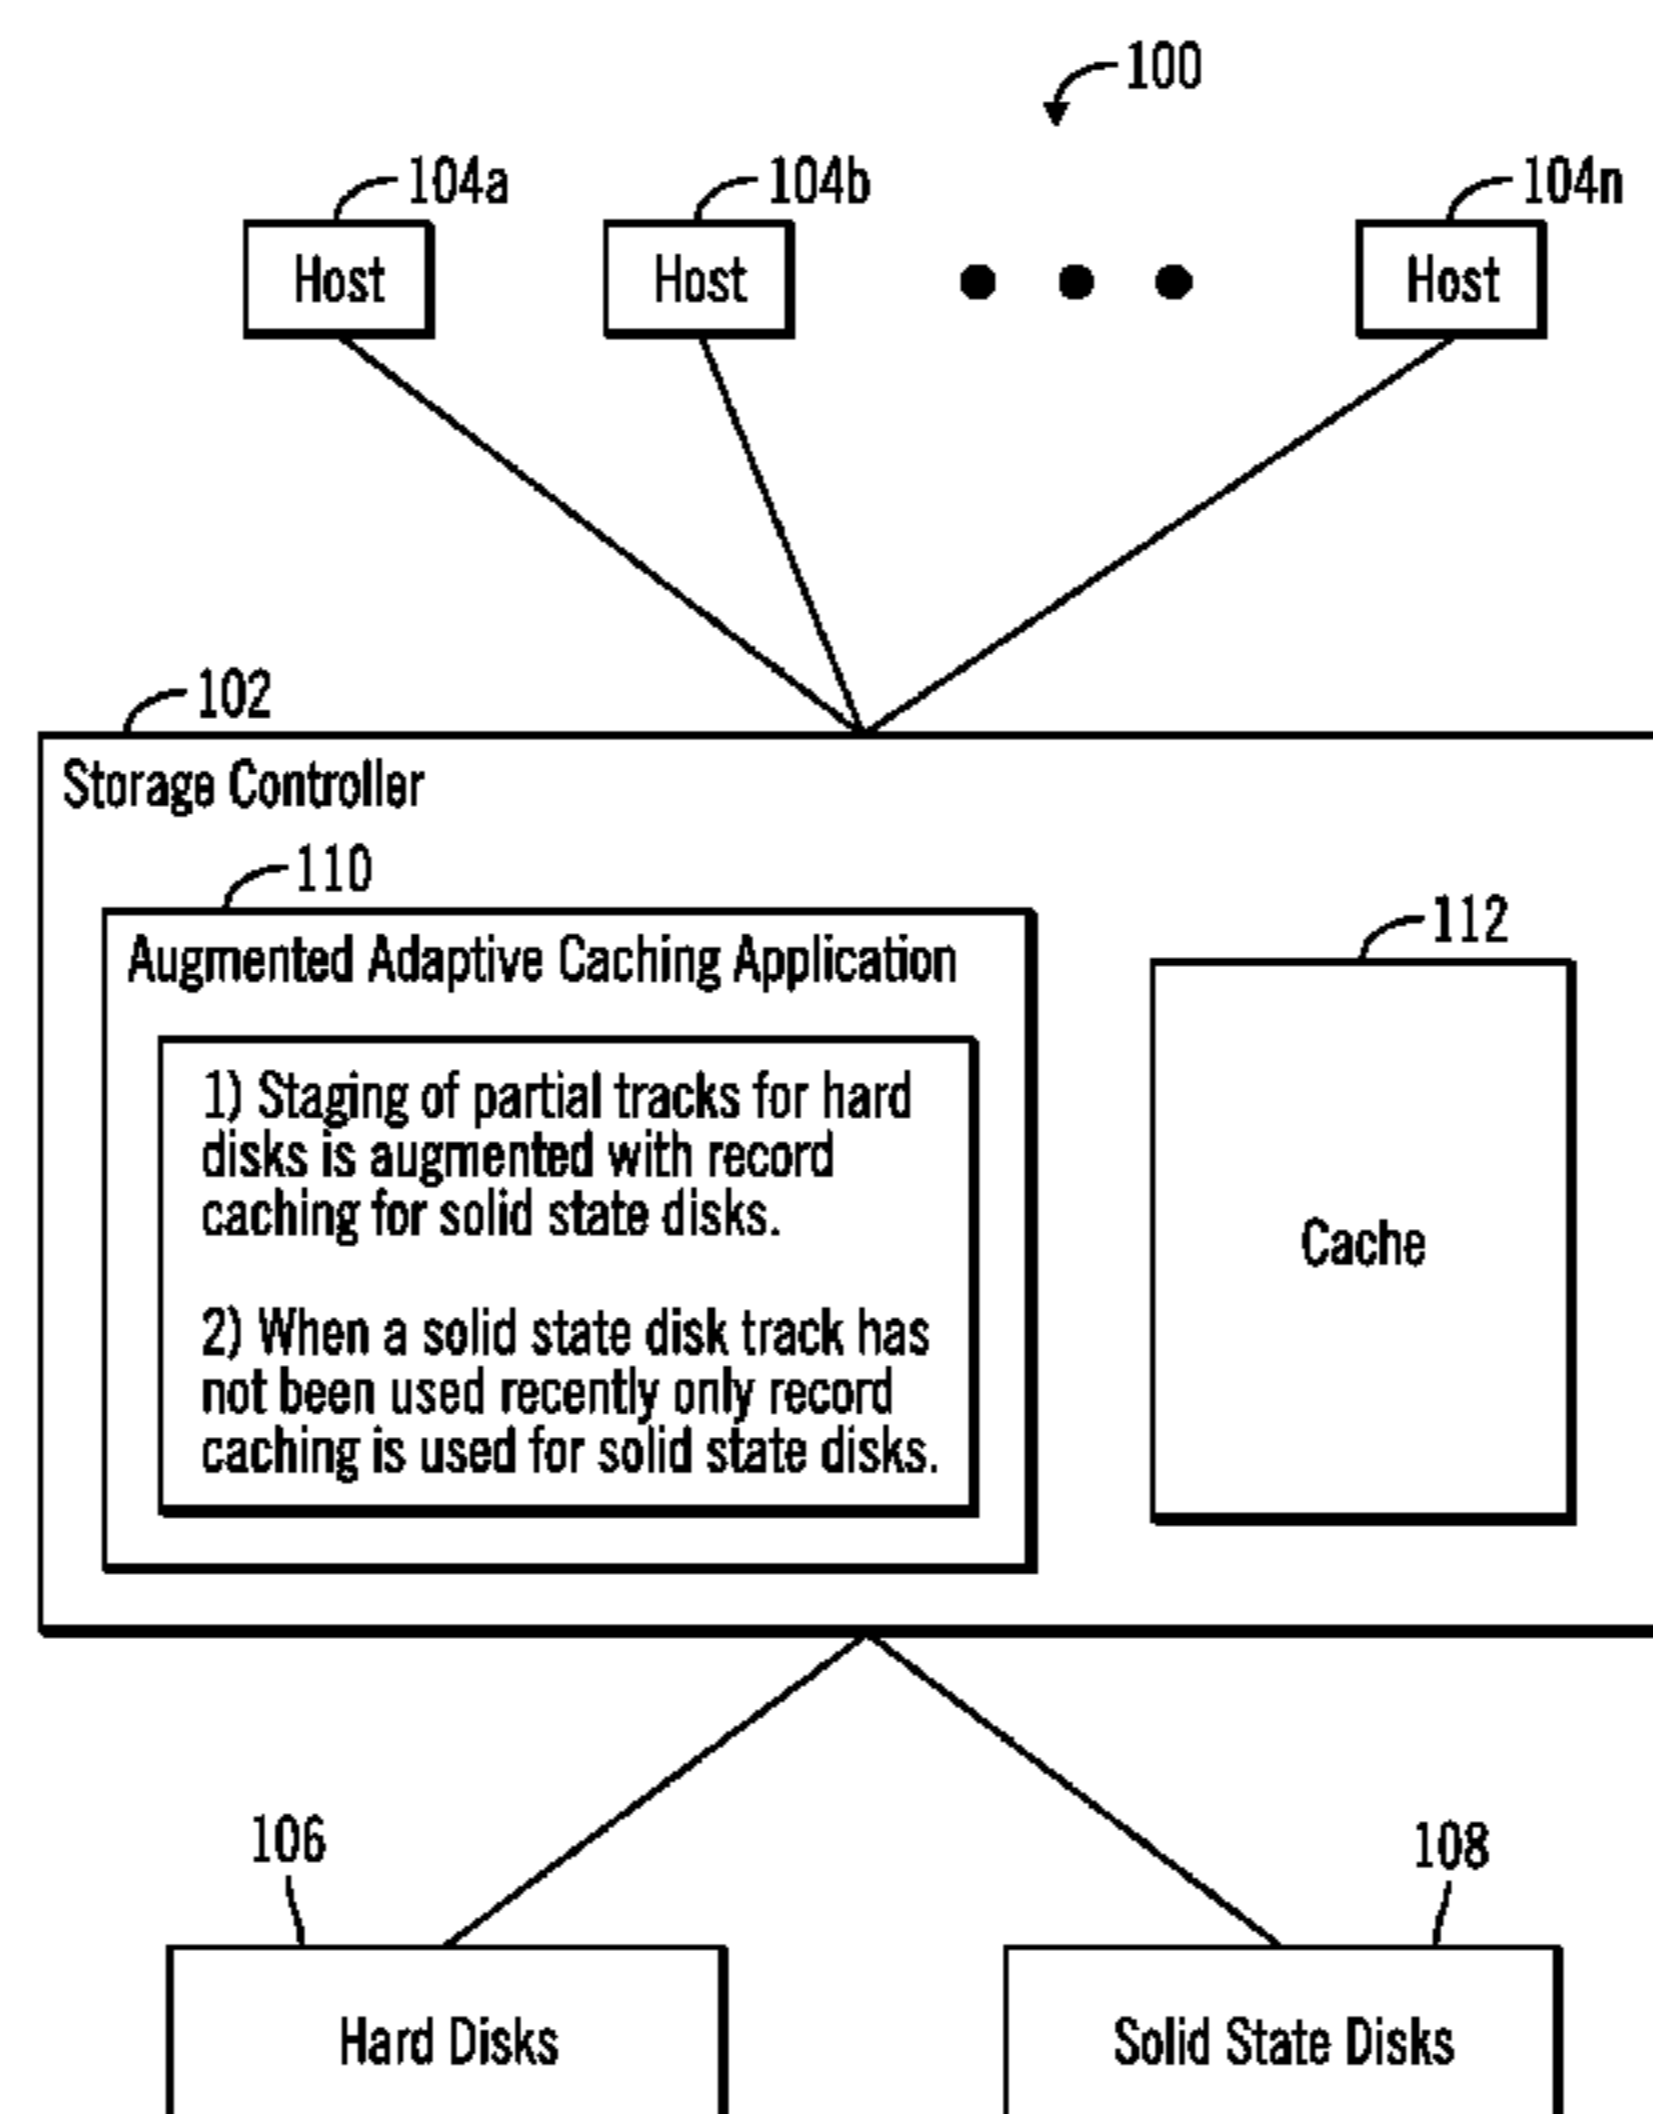 100
104a
104b
104n
Host
Host
Host
102
Storage Controller
110
112
Augmented Adaptive Caching Application
1) Staging of partial tracks for hard
disks is augmented with record
caching for solid state disks.
2) When a solid state disk track has
not been used recently only record
caching is used for solid state disks.
Cache
106
108
Hard Disks
Solid State Disks